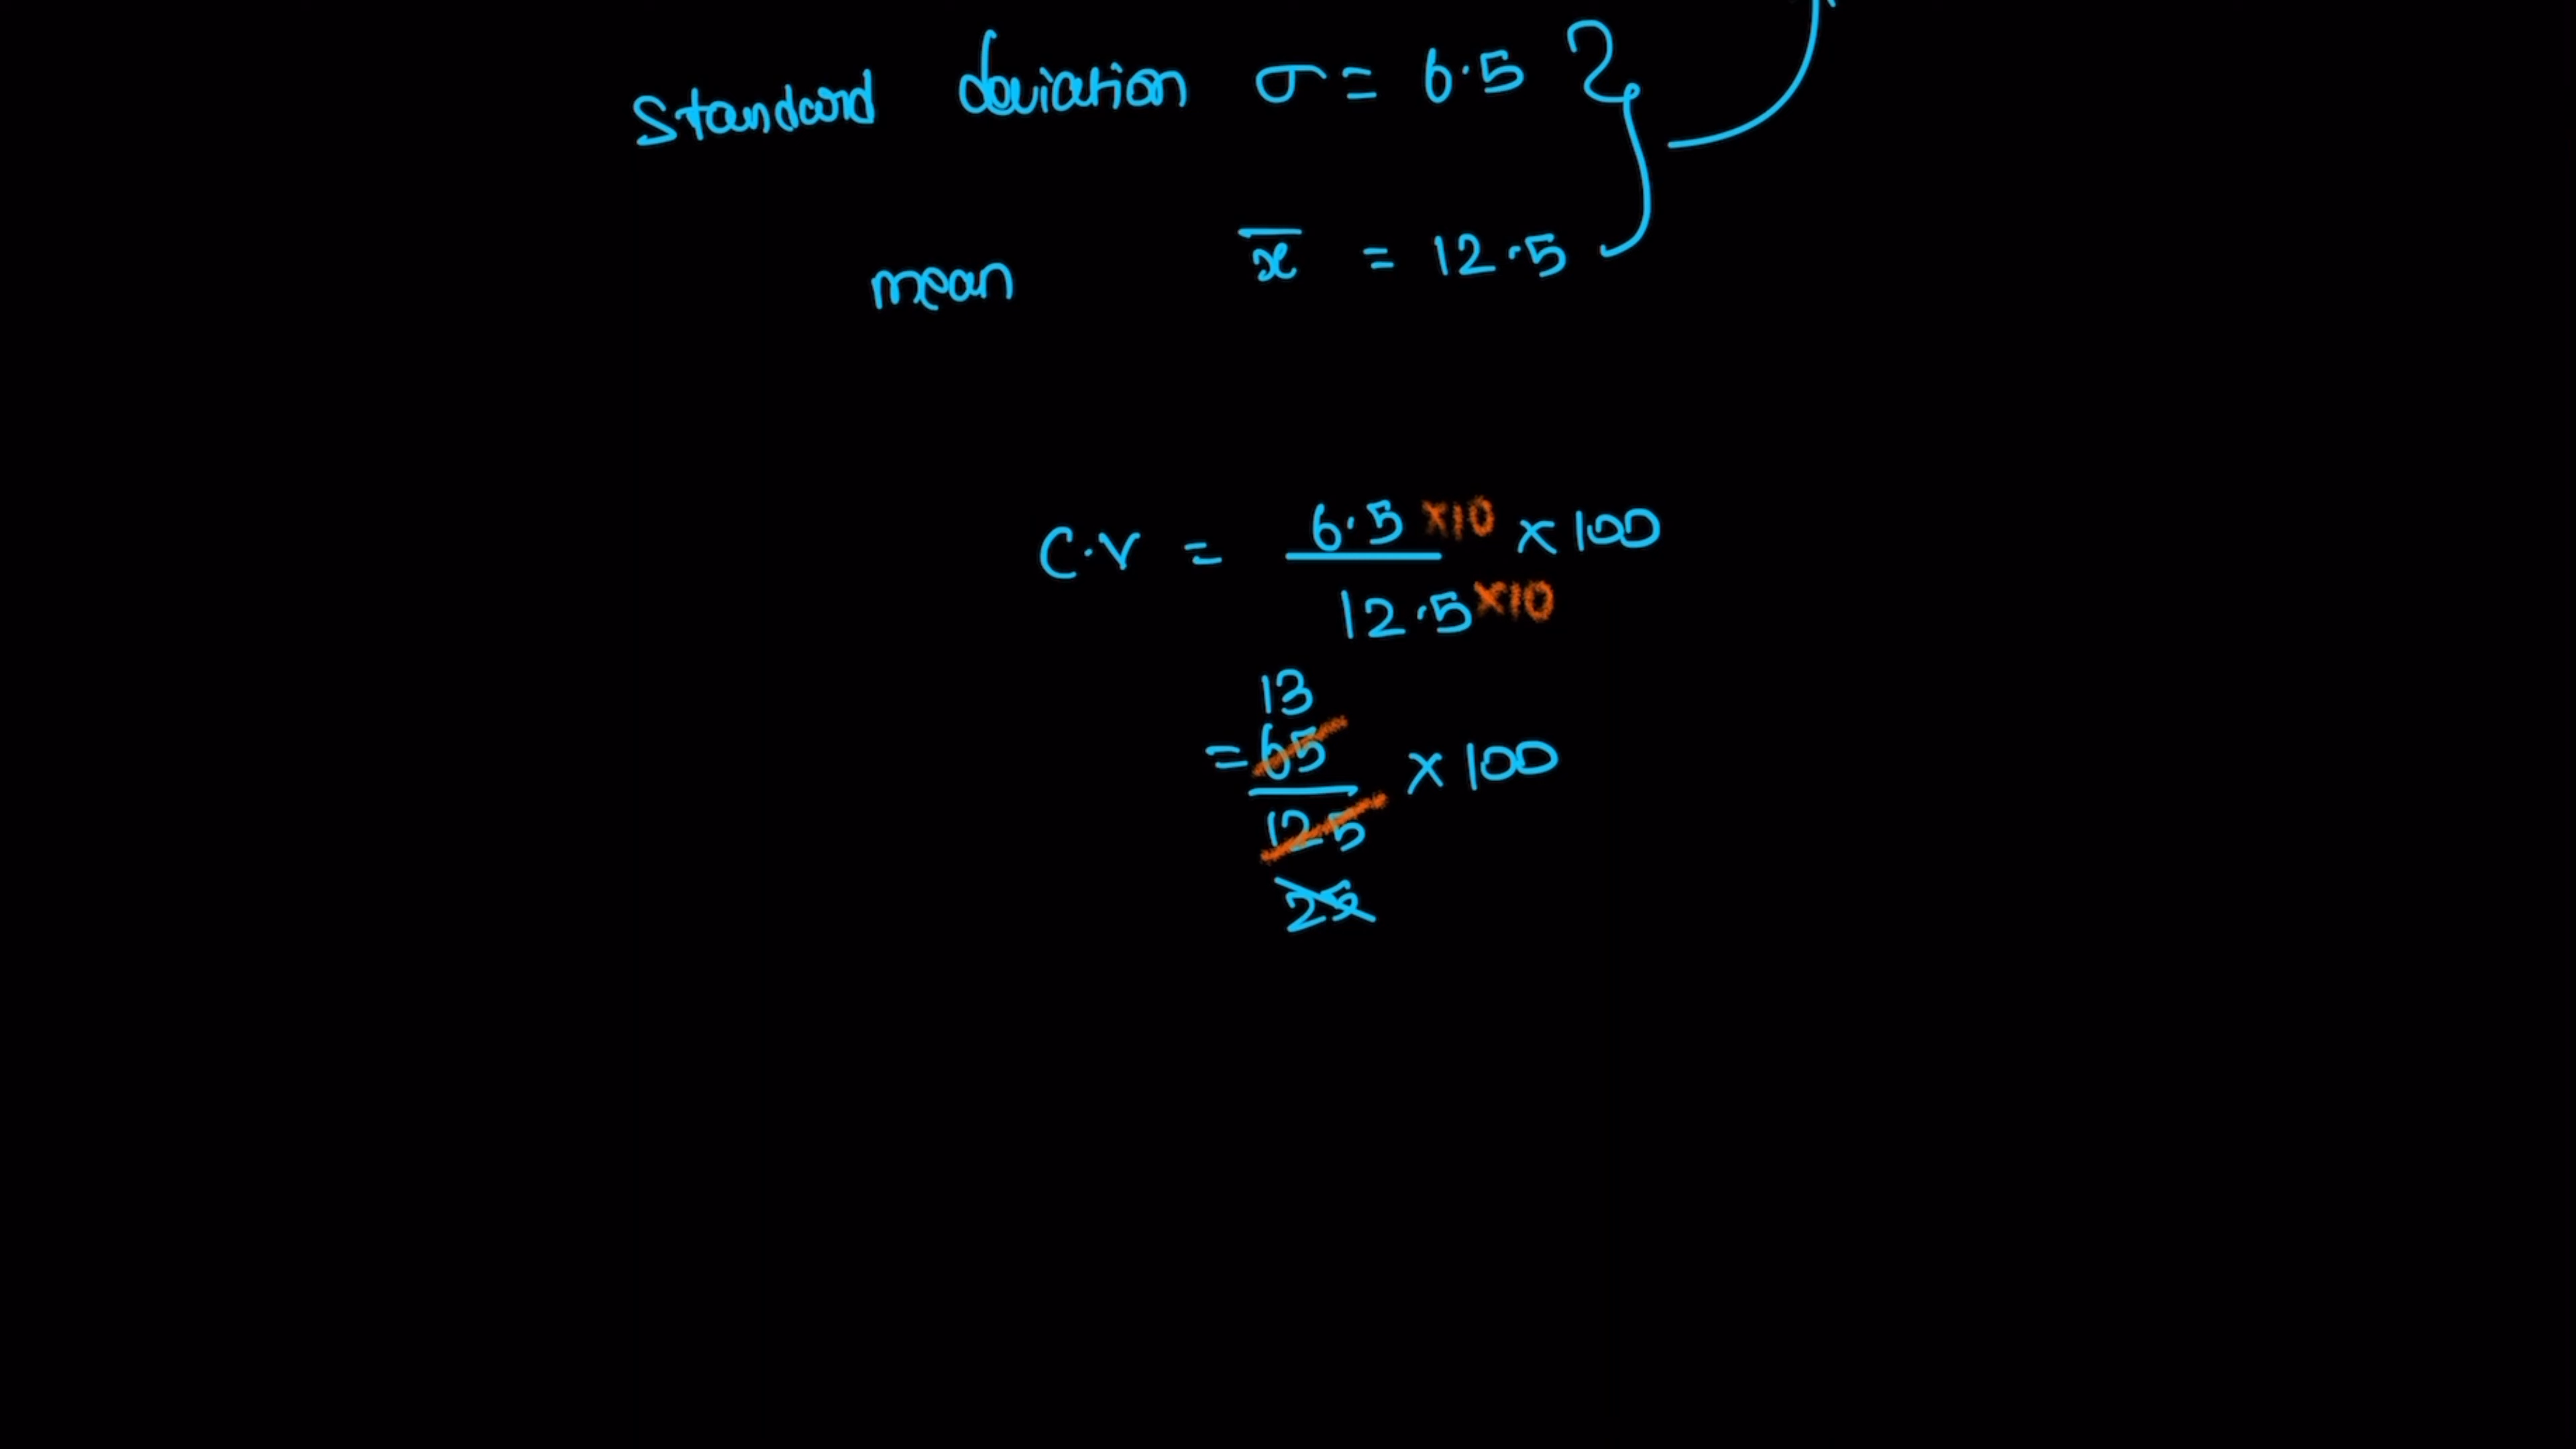 Standard deviation σ = 6.5 }
mean x̄ = 12.5
C.V = 6.5 ×10 × 100
12.5 ×10
13
= 65 × 100
125
25